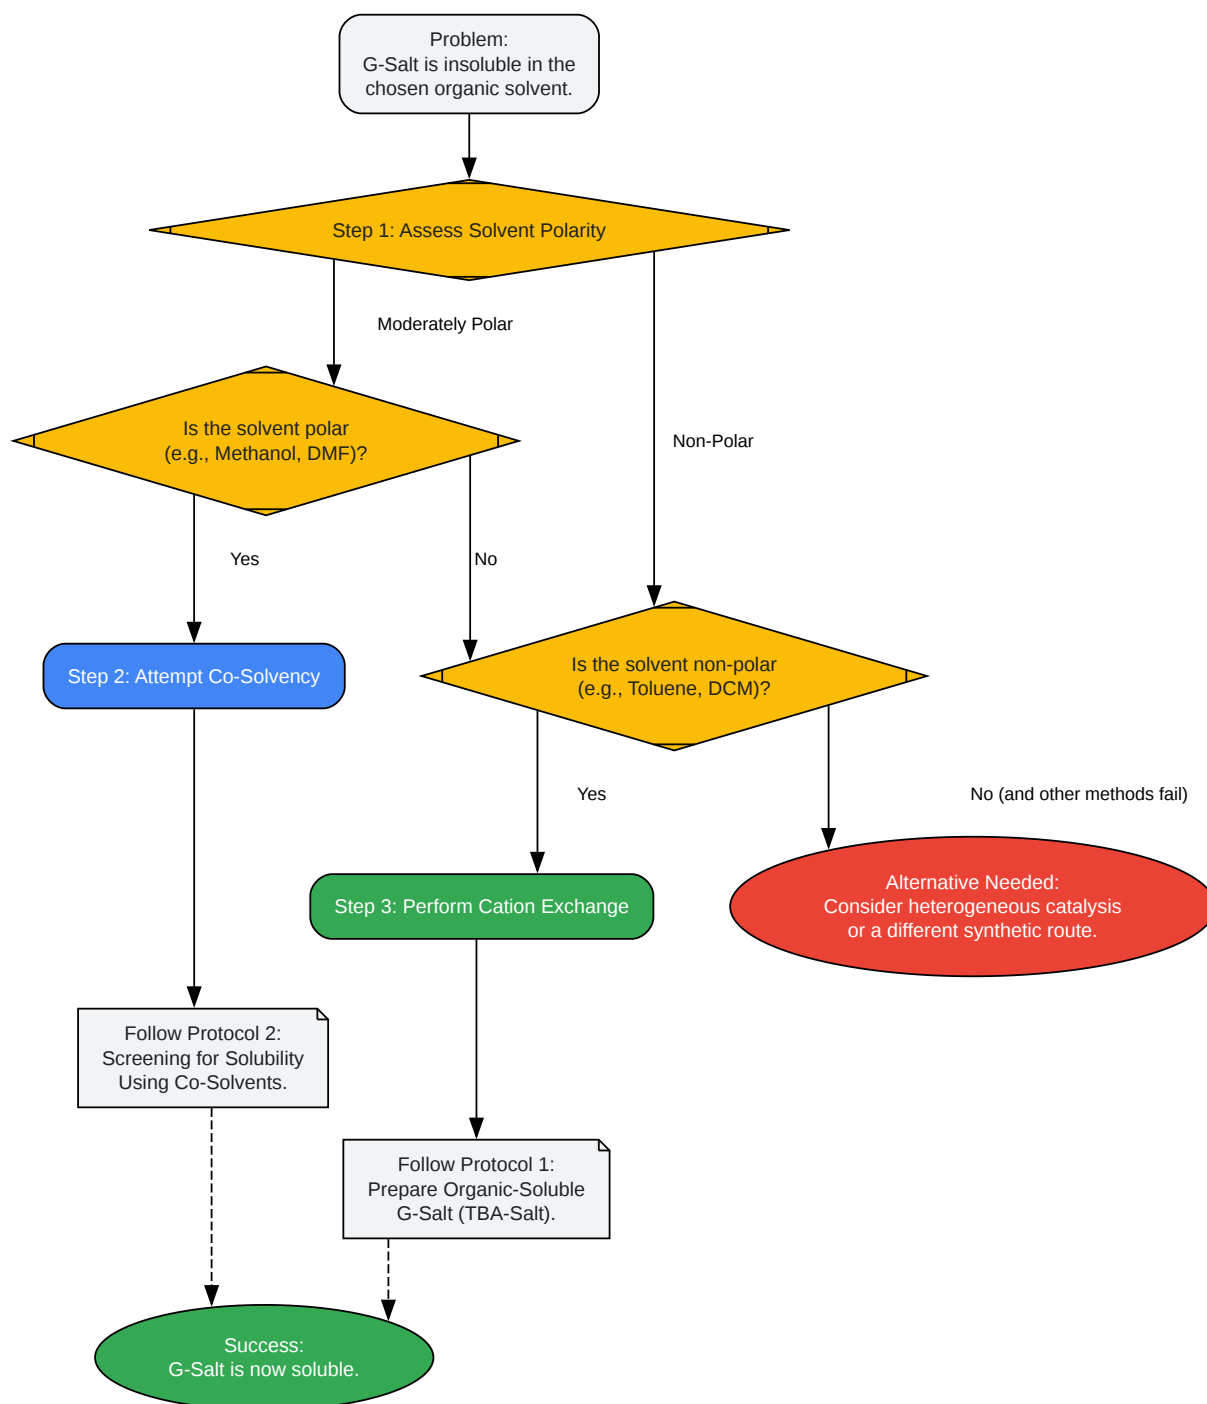 Problem:
G-Salt is insoluble in the
chosen organic solvent.
Step 1: Assess Solvent Polarity
Moderately Polar
Is the solvent polar
(e.g., Methanol, DMF)?
Non-Polar
Yes
No
Step 2: Attempt Co-Solvency
Is the solvent non-polar
(e.g., Toluene, DCM)?
Yes
No (and other methods fail)
Step 3: Perform Cation Exchange
Alternative Needed:
Consider heterogeneous catalysis
or a different synthetic route.
Follow Protocol 2:
Screening for Solubility
Using Co-Solvents.
Follow Protocol 1:
Prepare Organic-Soluble
G-Salt (TBA-Salt).
Success:
G-Salt is now soluble.